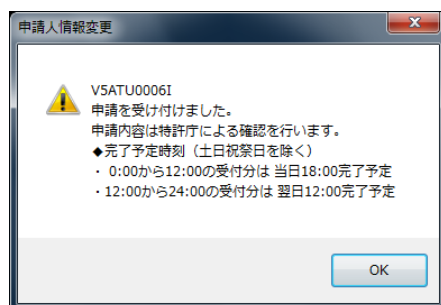 申請人情報変更
V5ATU0006I
申請を受け付けました。
申請内容は特許庁による確認を行います。
◆完了予定時刻（土日祝祭日を除く）
・ 0:00から12:00の受付分は 当日18:00完了予定
・12:00から24:00の受付分は 翌日12:00完了予定
OK